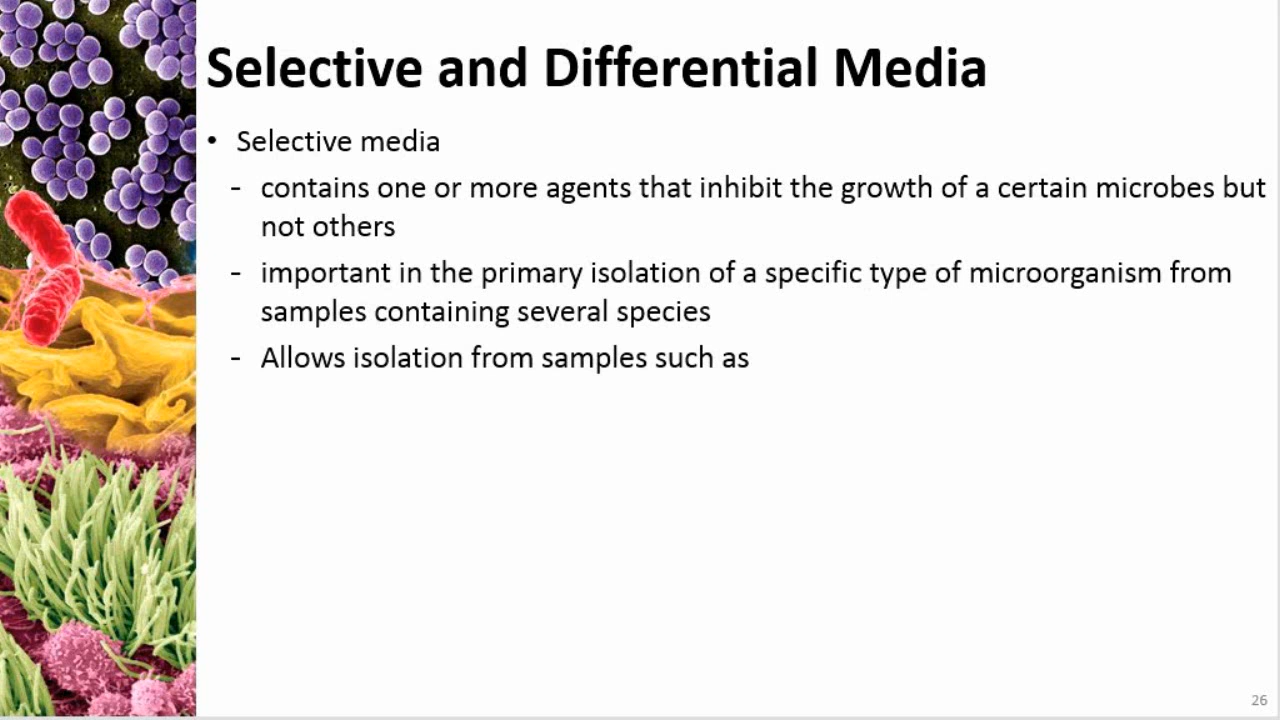 Selective and Differential Media
• Selective media
- contains one or more agents that inhibit the growth of a certain microbes but
not others
- important in the primary isolation of a specific type of microorganism from
samples containing several species
- Allows isolation from samples such as
26